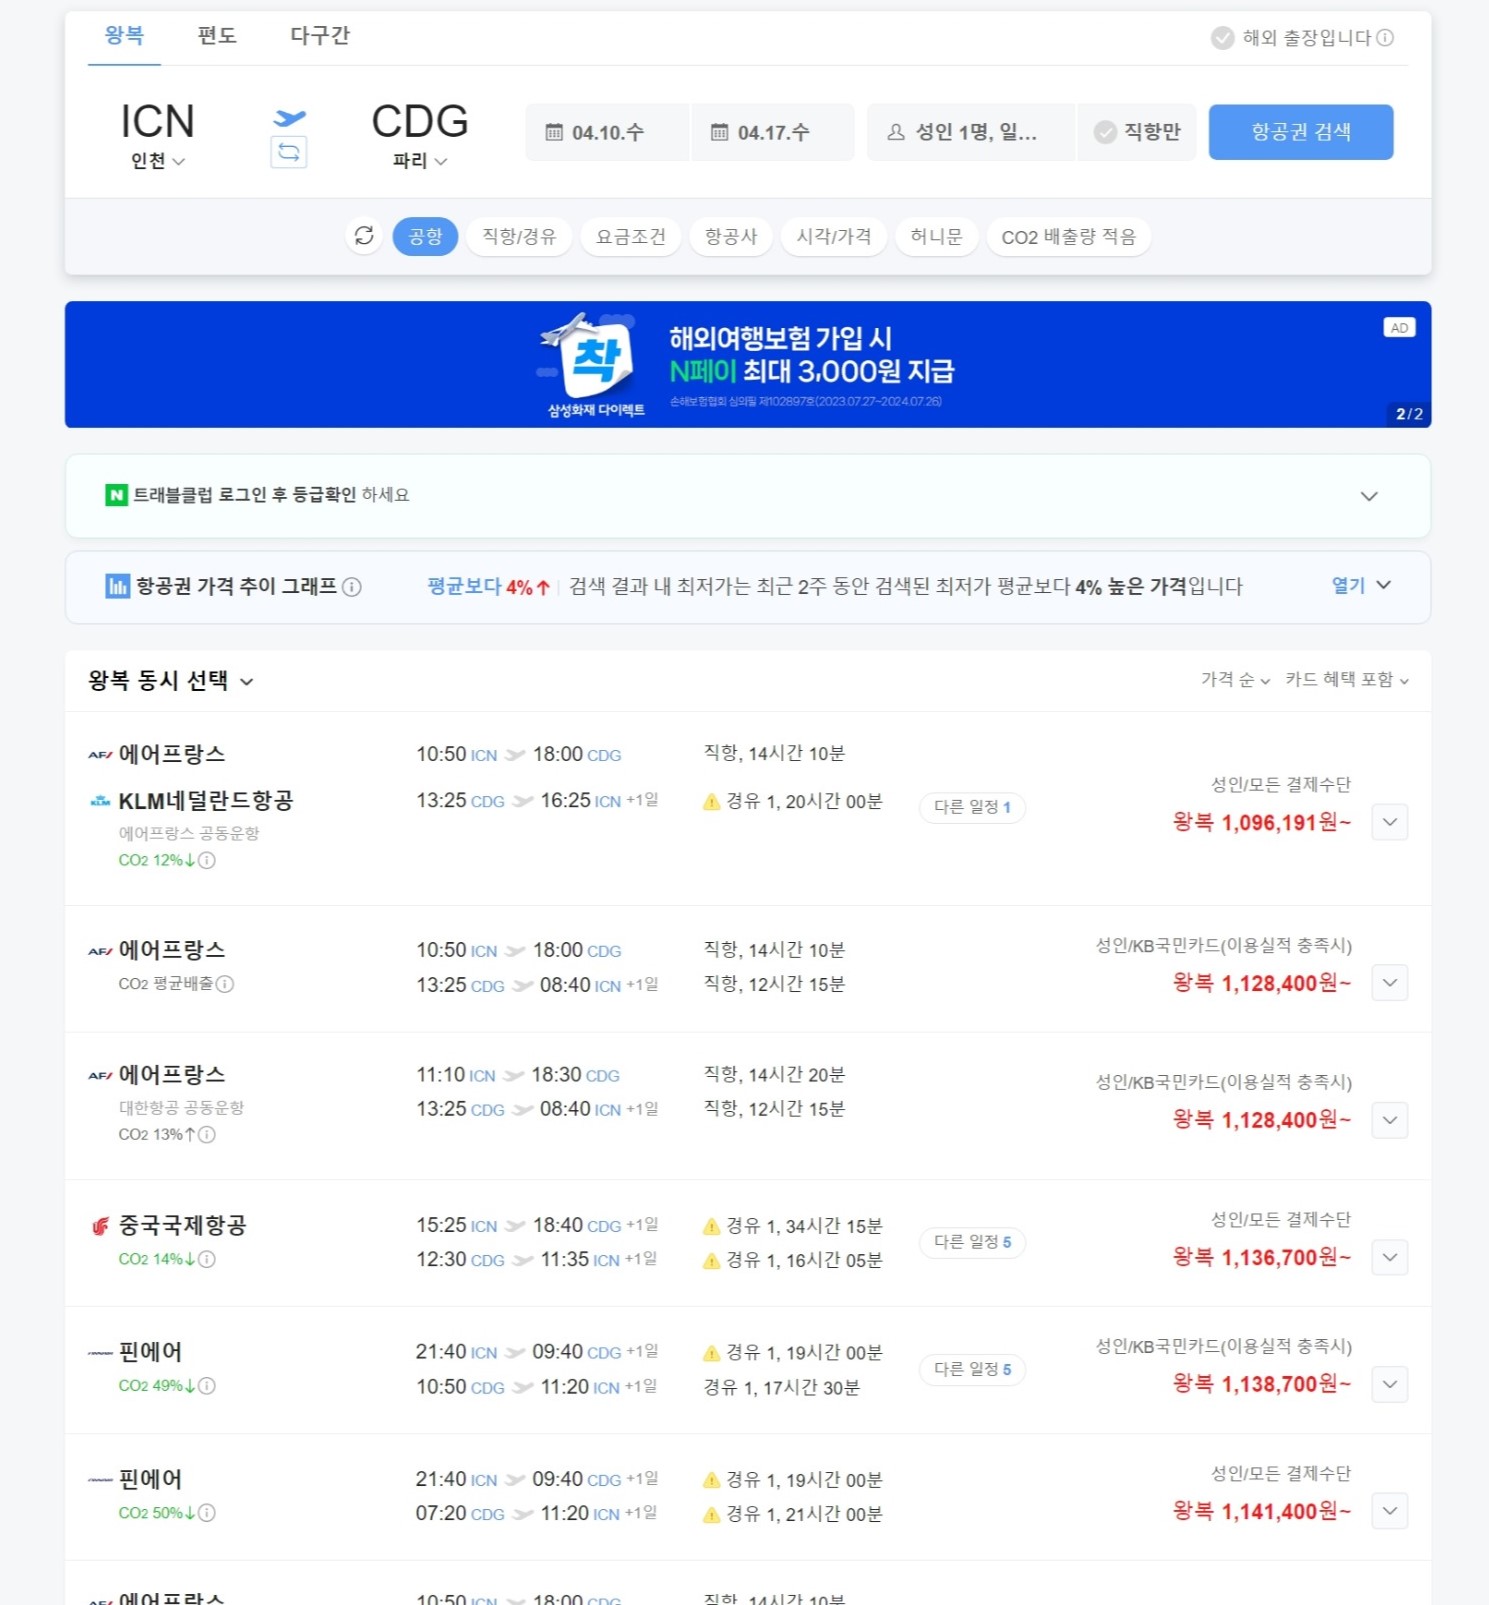 왕복 편도 다구간 해외 출장입니다
ICN CDG 04.10.수 04.17.수 성인 1명, 일... 직항만 항공권 검색
인천 파리
공항 직항/경유 요금조건 항공사 시각/가격 허니문 CO2 배출량 적음
착 해외여행보험 가입 시 AD
N페이 최대 3,000원 지급
삼성화재 다이렉트 손해보험협회 심의필 제102897호(2023.07.27~2024.07.26) 2/2
N 트래블클럽 로그인 후 등급확인 하세요
항공권 가격 추이 그래프 평균보다 4%↑ 검색 결과 내 최저가는 최근 2주 동안 검색된 최저가 평균보다 4% 높은 가격입니다 열기
왕복 동시 선택 가격 순 카드 혜택 포함
AF 에어프랑스 10:50 ICN 18:00 CDG 직항, 14시간 10분
KLM KLM네덜란드항공 13:25 CDG 16:25 ICN +1일 경유 1, 20시간 00분 다른 일정 1 성인/모든 결제수단
에어프랑스 공동운항 왕복 1,096,191원~
CO2 12%↓
AF 에어프랑스 10:50 ICN 18:00 CDG 직항, 14시간 10분 성인/KB국민카드(이용실적 충족시)
CO2 평균배출 13:25 CDG 08:40 ICN +1일 직항, 12시간 15분 왕복 1,128,400원~
AF 에어프랑스 11:10 ICN 18:30 CDG 직항, 14시간 20분 성인/KB국민카드(이용실적 충족시)
대한항공 공동운항 13:25 CDG 08:40 ICN +1일 직항, 12시간 15분 왕복 1,128,400원~
CO2 13%↑
중국국제항공 15:25 ICN 18:40 CDG +1일 경유 1, 34시간 15분 다른 일정 5 성인/모든 결제수단
CO2 14%↓ 12:30 CDG 11:35 ICN +1일 경유 1, 16시간 05분 왕복 1,136,700원~
핀에어 21:40 ICN 09:40 CDG +1일 경유 1, 19시간 00분 다른 일정 5 성인/KB국민카드(이용실적 충족시)
CO2 49%↓ 10:50 CDG 11:20 ICN +1일 경유 1, 17시간 30분 왕복 1,138,700원~
핀에어 21:40 ICN 09:40 CDG +1일 경유 1, 19시간 00분 성인/모든 결제수단
CO2 50%↓ 07:20 CDG 11:20 ICN +1일 경유 1, 21시간 00분 왕복 1,141,400원~
AF 에어프랑스 10:50 ICN 18:00 CDG 직항, 14시간 10분